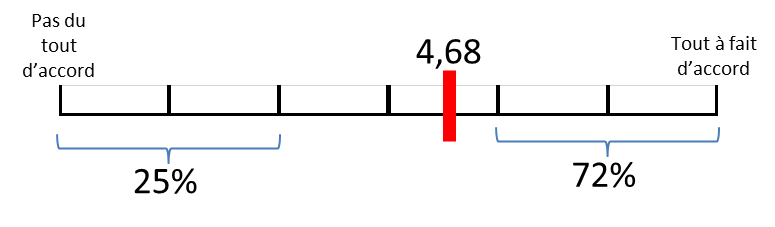 Pas du
tout
d’accord
4,68
Tout à fait
d’accord
25%
72%